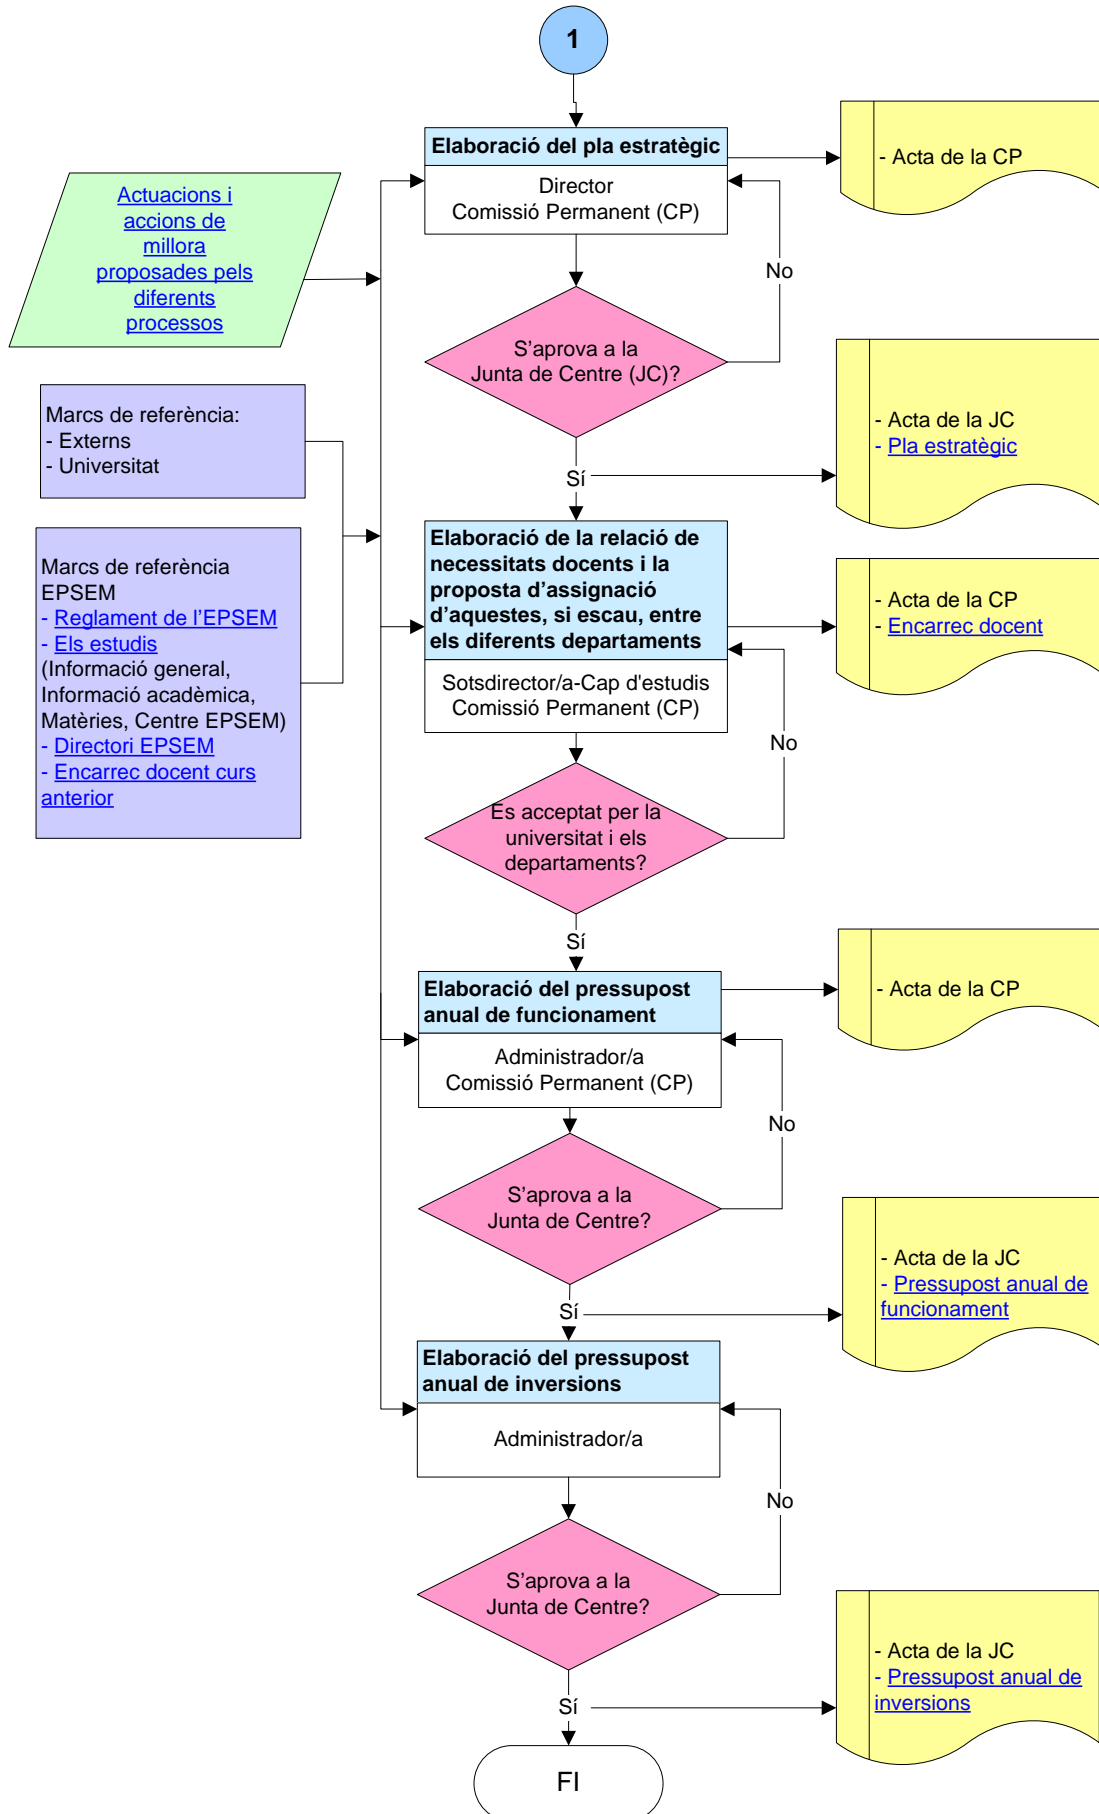 1
Elaboració del pla estratègic
Director
Comissió Permanent (CP)
- Acta de la CP
Actuacions i
accions de
millora
proposades pels
diferents
processos
No
S'aprova a la
Junta de Centre (JC)?
Marcs de referència:
- Externs
- Universitat
- Acta de la JC
- Pla estratègic
Sí
Elaboració de la relació de
necessitats docents i la
proposta d'assignació
d'aquestes, si escau, entre
els diferents departaments
Sotsdirector/a-Cap d'estudis
Comissió Permanent (CP)
- Acta de la CP
- Encarrec docent
Marcs de referència
EPSEM
- Reglament de l'EPSEM
- Els estudis
(Informació general,
Informació acadèmica,
Matèries, Centre EPSEM)
- Directori EPSEM
- Encarrec docent curs
anterior
No
Es acceptat per la
universitat i els
departaments?
Sí
Elaboració del pressupost
anual de funcionament
Administrador/a
Comissió Permanent (CP)
- Acta de la CP
No
S'aprova a la
Junta de Centre?
- Acta de la JC
- Pressupost anual de
funcionament
Sí
Elaboració del pressupost
anual de inversions
Administrador/a
No
S'aprova a la
Junta de Centre?
- Acta de la JC
- Pressupost anual de
inversions
Sí
FI